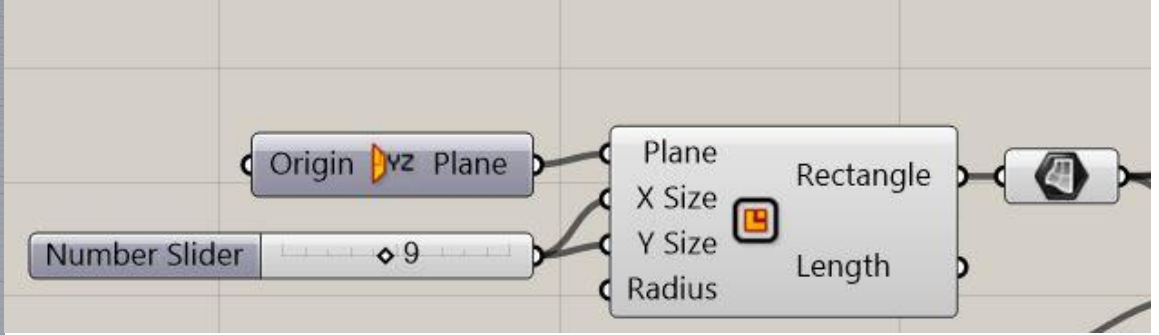 Origin YZ Plane
Number Slider 9
Plane
X Size
Y Size
Radius
Rectangle
Length